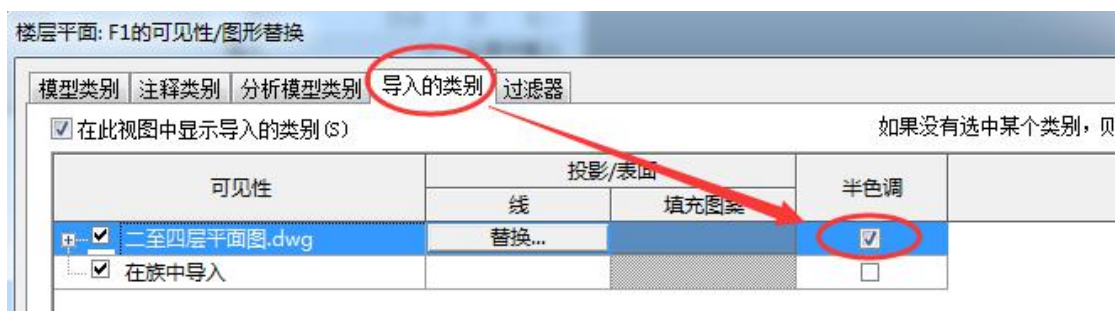 楼层平面: F1的可见性/图形替换
模型类别 注释类别 分析模型类别 导入的类别 过滤器
在此视图中显示导入的类别(S) 如果没有选中某个类别，则
可见性 投影/表面 半色调
线 填充图案
二至四层平面图.dwg 替换...
在族中导入